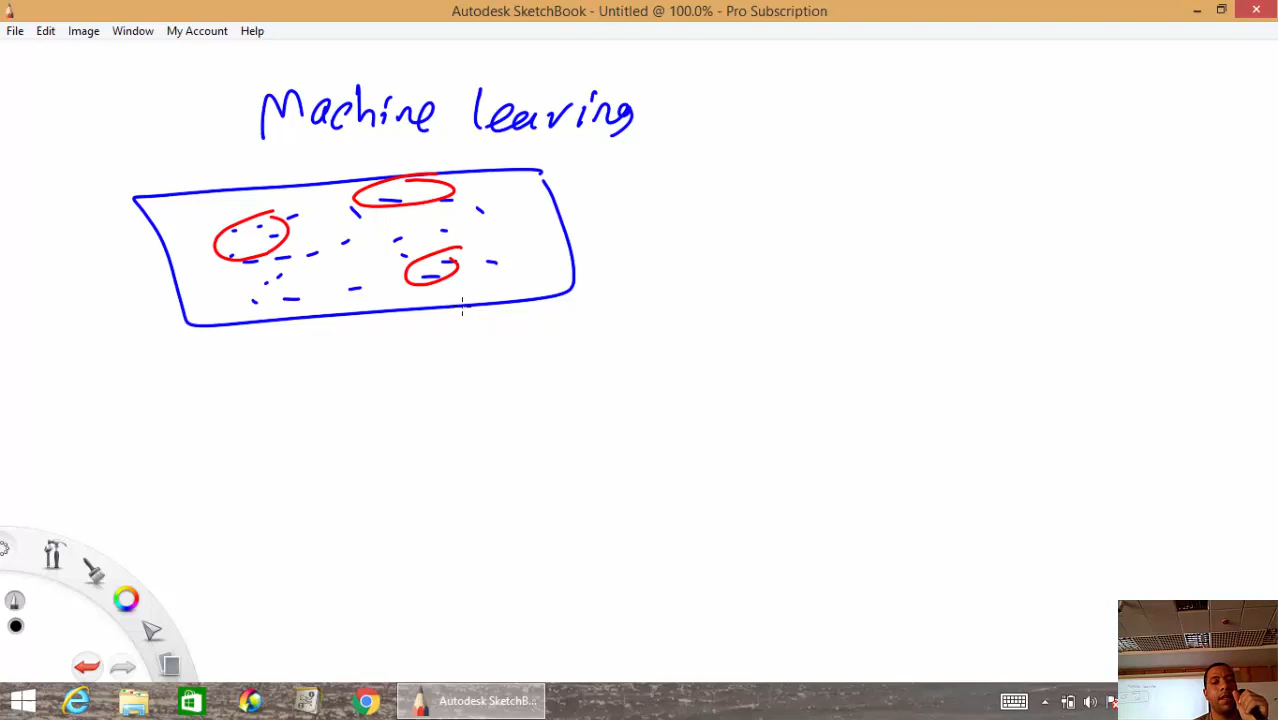 Autodesk SketchBook - Untitled @ 100.0% - Pro Subscription
File Edit Image Window My Account Help
Machine learning
Autodesk SketchB...